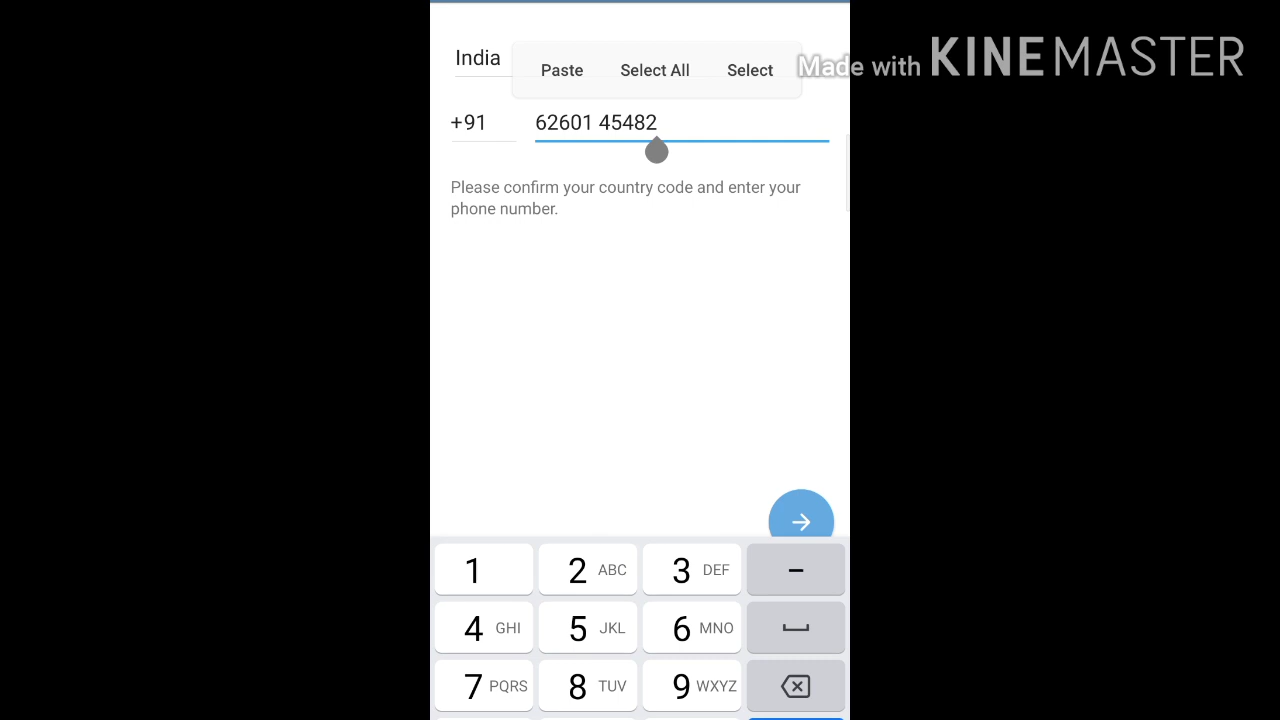 India
Paste Select All Select
Made with KINEMASTER
+91 62601 45482
Please confirm your country code and enter your
phone number.
1 2 ABC 3 DEF -
4 GHI 5 JKL 6 MNO
7 PQRS 8 TUV 9 WXYZ